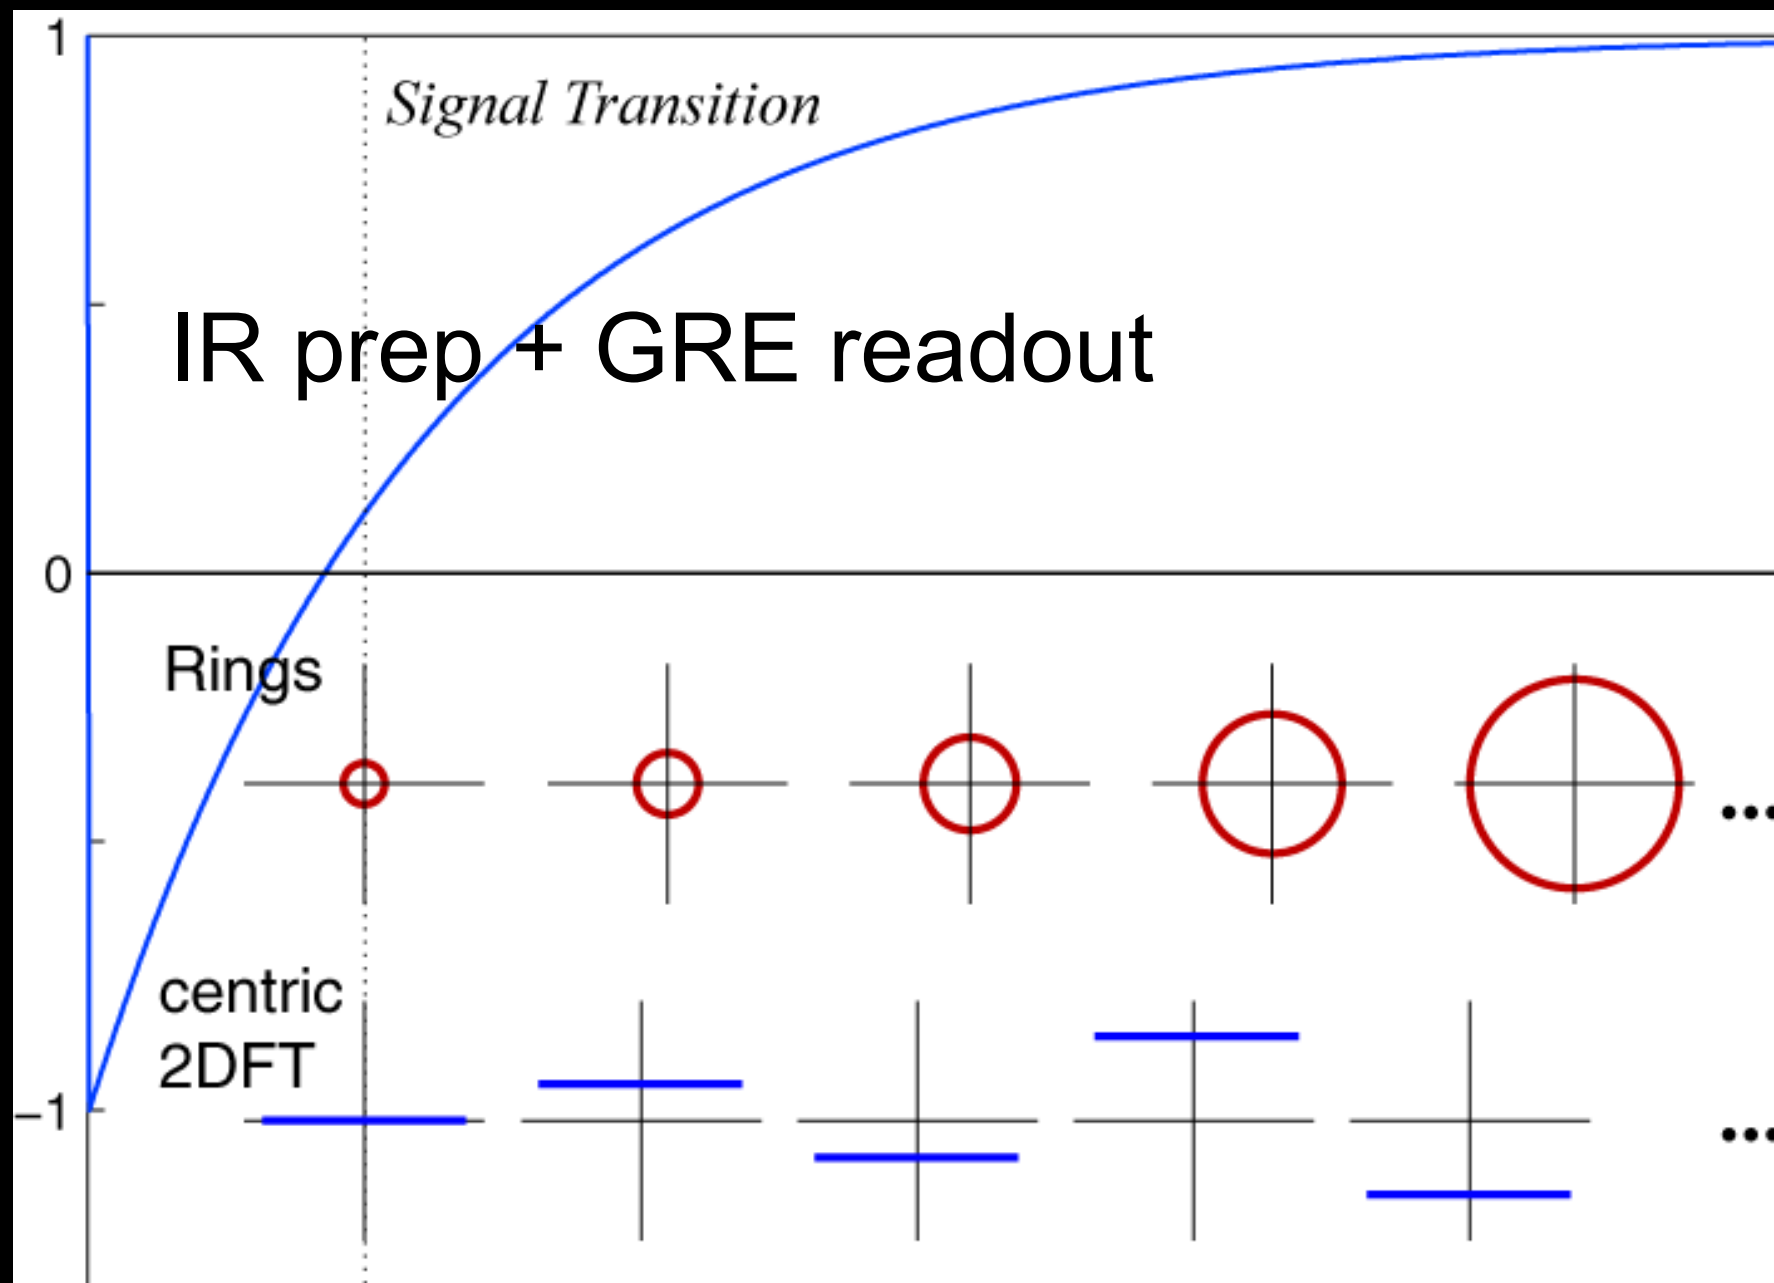 1
Signal Transition
IR prep + GRE readout
0
Rings
...
centric
2DFT
−1
...